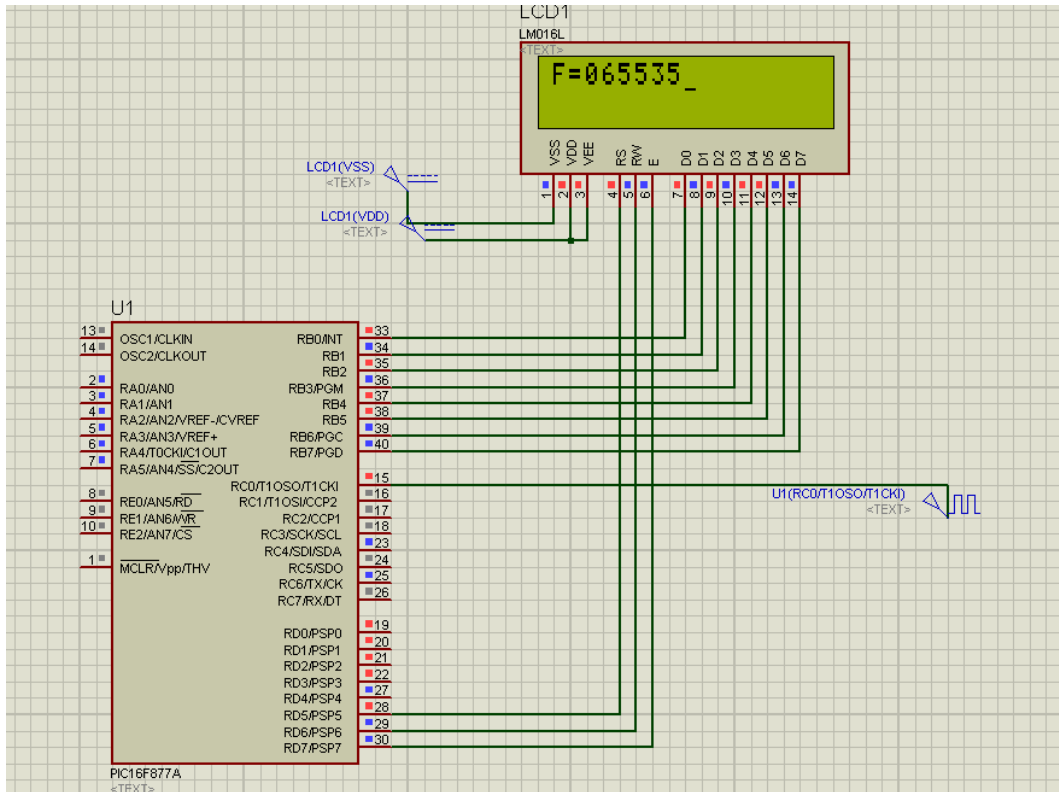 LCD1
LM016L
<TEXT>
F=065535_
VSS
VDD
VEE
RS
RW
E
D0
D1
D2
D3
D4
D5
D6
D7
1
2
3
4
5
6
7
8
9
10
11
12
13
14
LCD1(VSS)
<TEXT>
LCD1(VDD)
<TEXT>
U1
13 OSC1/CLKIN
14 OSC2/CLKOUT
2 RA0/AN0
3 RA1/AN1
4 RA2/AN2/VREF-/CVREF
5 RA3/AN3/VREF+
6 RA4/T0CKI/C1OUT
7 RA5/AN4/SS/C2OUT
8 RE0/AN5/RD
9 RE1/AN6/WR
10 RE2/AN7/CS
1 MCLR/Vpp/THV
RB0/INT 33
RB1 34
RB2 35
RB3/PGM 36
RB4 37
RB5 38
RB6/PGC 39
RB7/PGD 40
RC0/T1OSO/T1CKI 15
RC1/T1OSI/CCP2 16
RC2/CCP1 17
RC3/SCK/SCL 18
RC4/SDI/SDA 23
RC5/SDO 24
RC6/TX/CK 25
RC7/RX/DT 26
RD0/PSP0 19
RD1/PSP1 20
RD2/PSP2 21
RD3/PSP3 22
RD4/PSP4 27
RD5/PSP5 28
RD6/PSP6 29
RD7/PSP7 30
U1(RC0/T1OSO/T1CKI)
<TEXT>
PIC16F877A
<TEXT>